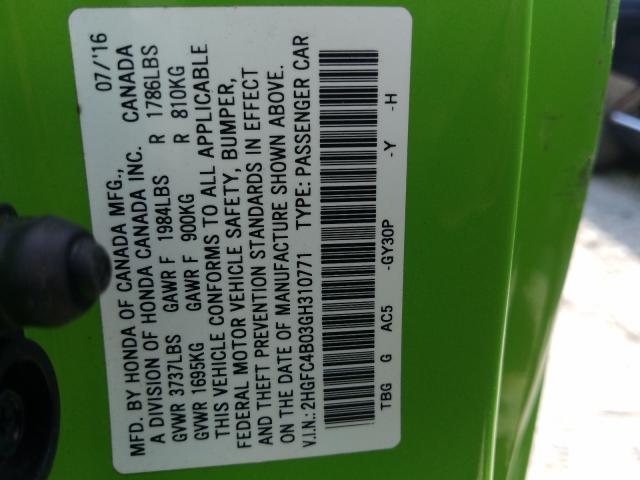 MFD. BY HONDA OF CANADA MFG., 07/'16
A DIVISION OF HONDA CANADA INC. CANADA
GVWR 3737LBS GAWR F 1984LBS R 1786LBS
GVWR 1695KG GAWR F 900KG R 810KG
THIS VEHICLE CONFORMS TO ALL APPLICABLE
FEDERAL MOTOR VEHICLE SAFETY, BUMPER,
AND THEFT PREVENTION STANDARDS IN EFFECT
ON THE DATE OF MANUFACTURE SHOWN ABOVE.
V.I.N.:2HGFC4B03GH310771 TYPE: PASSENGER CAR
TBG G AC5 -GY30P -Y -H